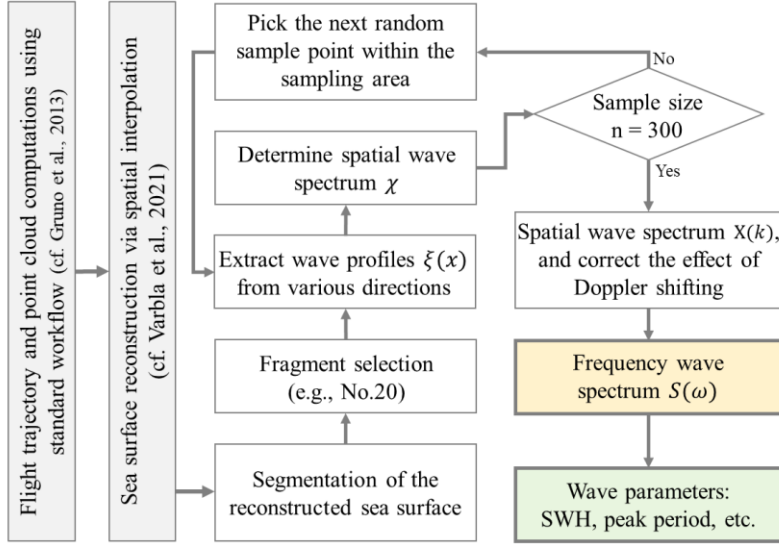 Flight trajectory and point cloud computations using
standard workflow (cf. Gruno et al., 2013)
Sea surface reconstruction via spatial interpolation
(cf. Varbla et al., 2021)
Segmentation of the
reconstructed sea surface
Fragment selection
(e.g., No.20)
Extract wave profiles ξ(x)
from various directions
Determine spatial wave
spectrum χ
Pick the next random
sample point within the
sampling area
No
Sample size
n = 300
Yes
Spatial wave spectrum X(k),
and correct the effect of
Doppler shifting
Frequency wave
spectrum S(ω)
Wave parameters:
SWH, peak period, etc.